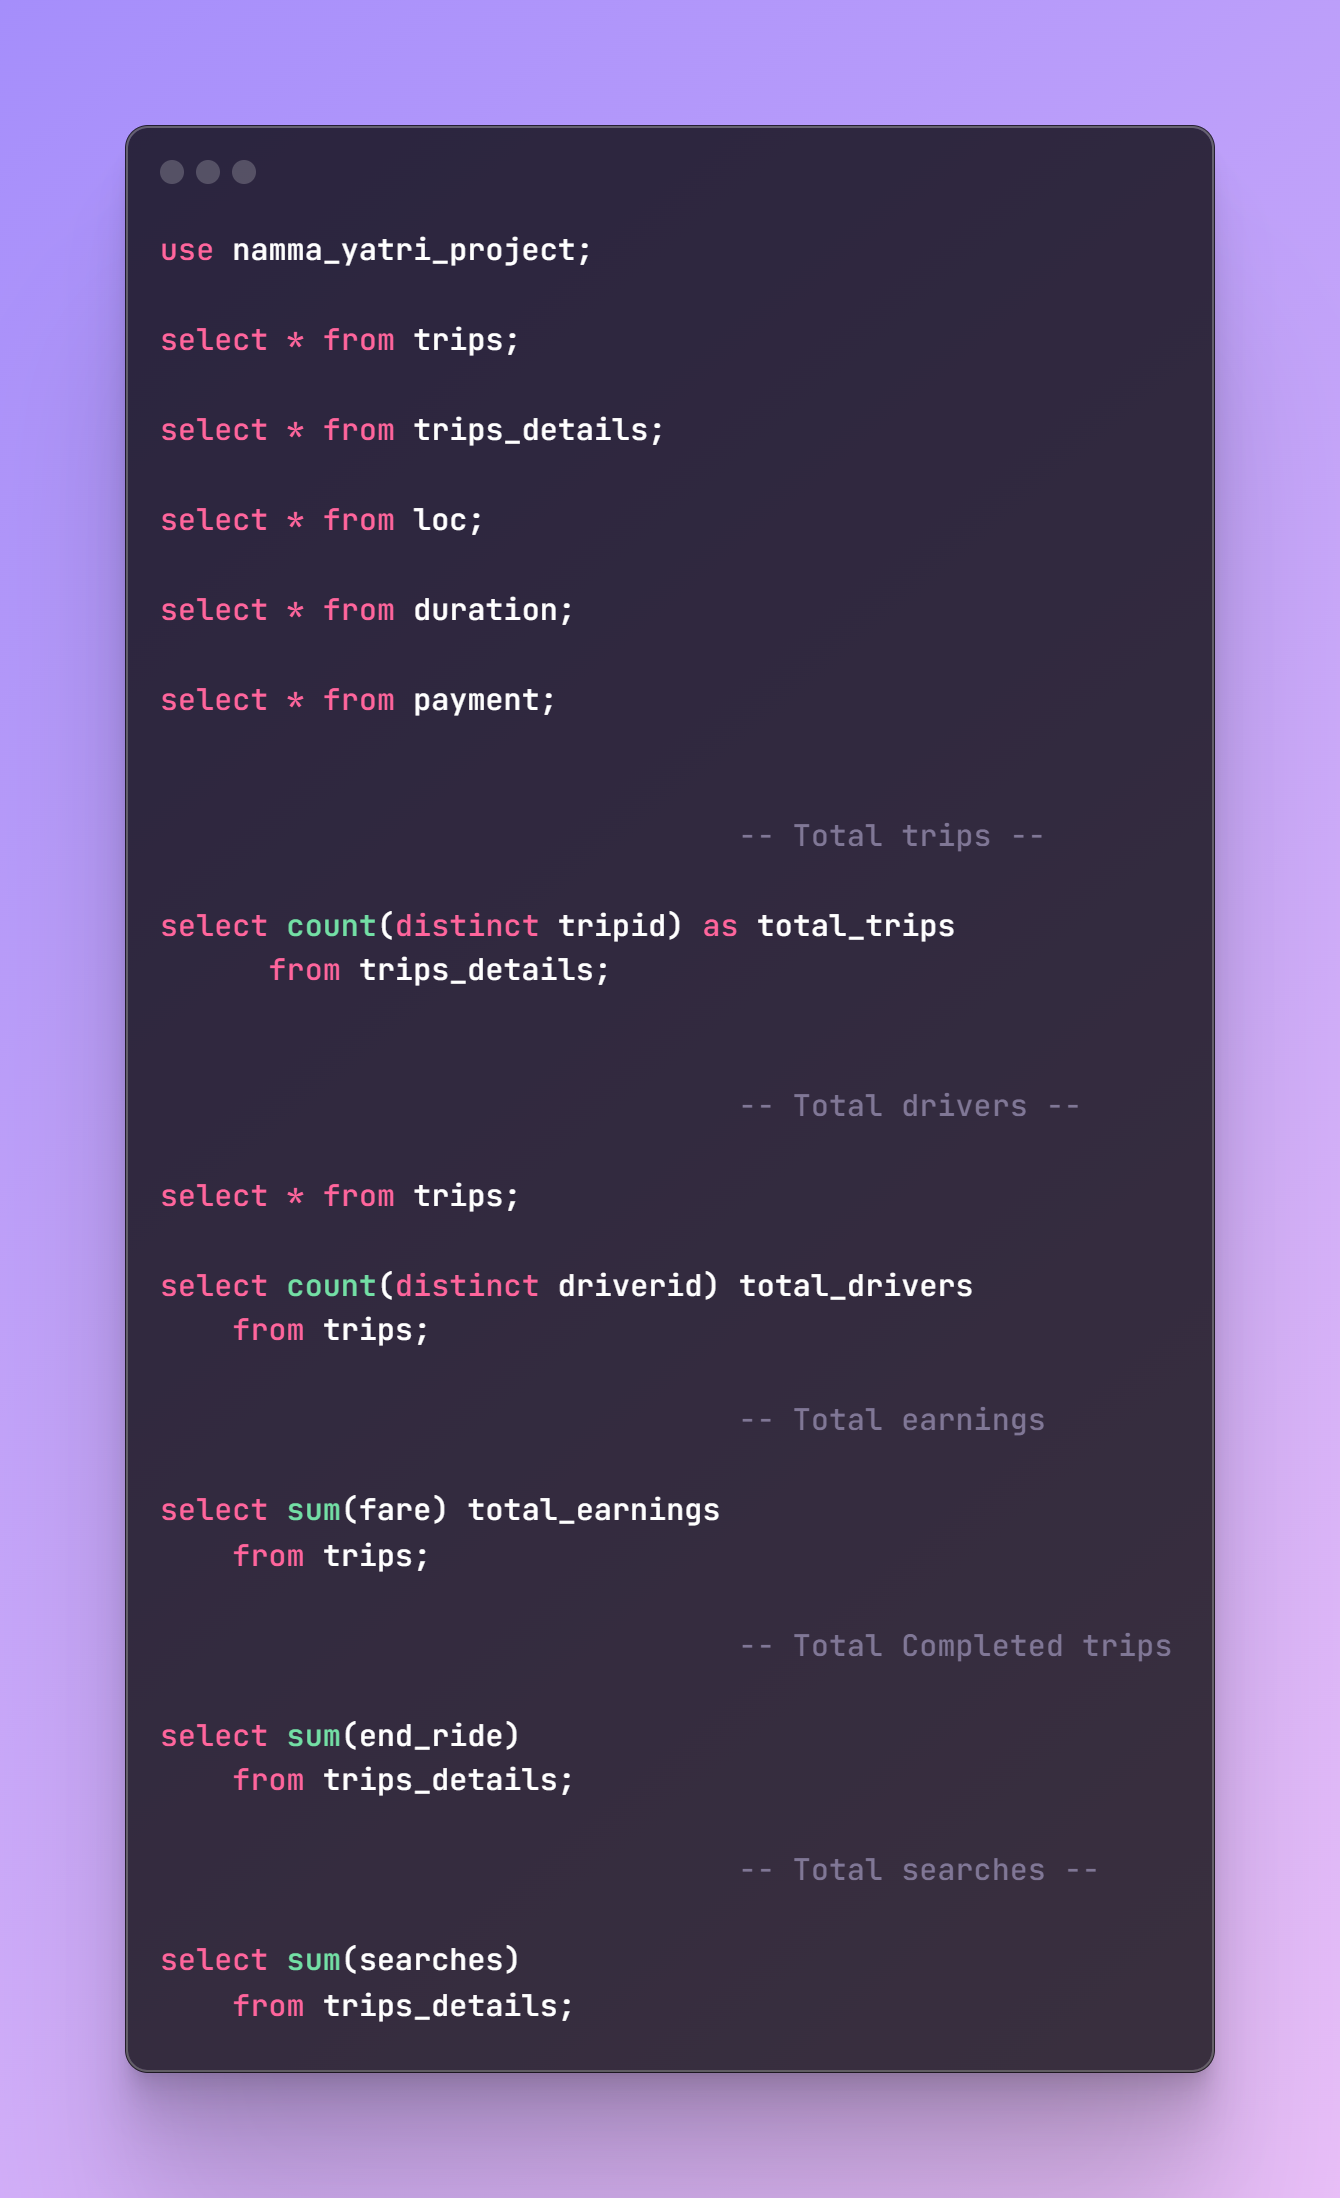 use namma_yatri_project;
select * from trips;
select * from trips_details;
select * from loc;
select * from duration;
select * from payment;
-- Total trips --
select count(distinct tripid) as total_trips
from trips_details;
-- Total drivers --
select * from trips;
select count(distinct driverid) total_drivers
from trips;
-- Total earnings
select sum(fare) total_earnings
from trips;
-- Total Completed trips
select sum(end_ride)
from trips_details;
-- Total searches --
select sum(searches)
from trips_details;